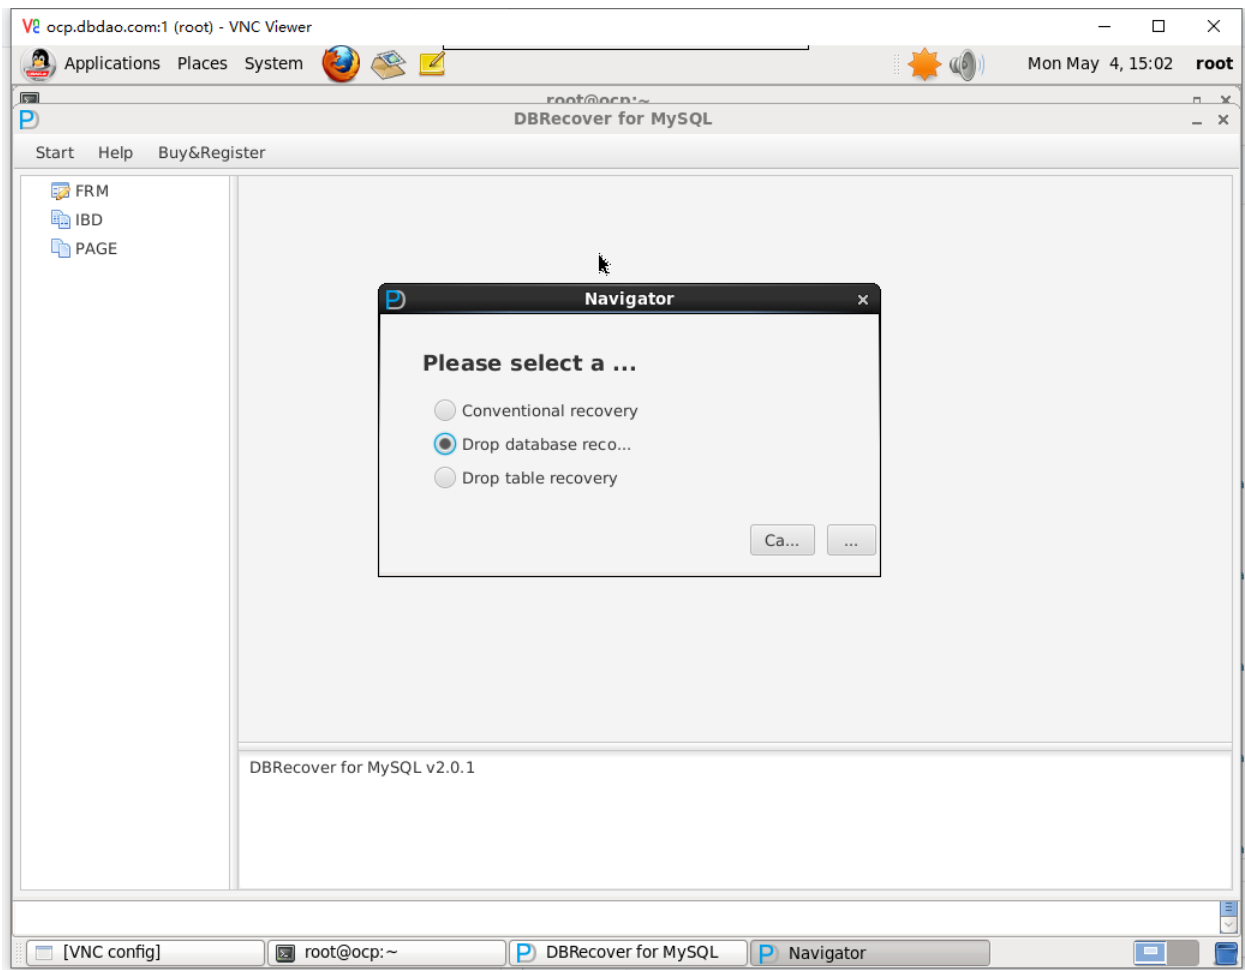 ocp.dbdao.com:1 (root) - VNC Viewer
Applications Places System Mon May 4, 15:02 root
root@ocp:~
DBRecover for MySQL
Start Help Buy&Register
FRM
IBD
PAGE
Navigator
Please select a ...
Conventional recovery
Drop database reco...
Drop table recovery
Ca... ...
DBRecover for MySQL v2.0.1
[VNC config] root@ocp:~ DBRecover for MySQL Navigator